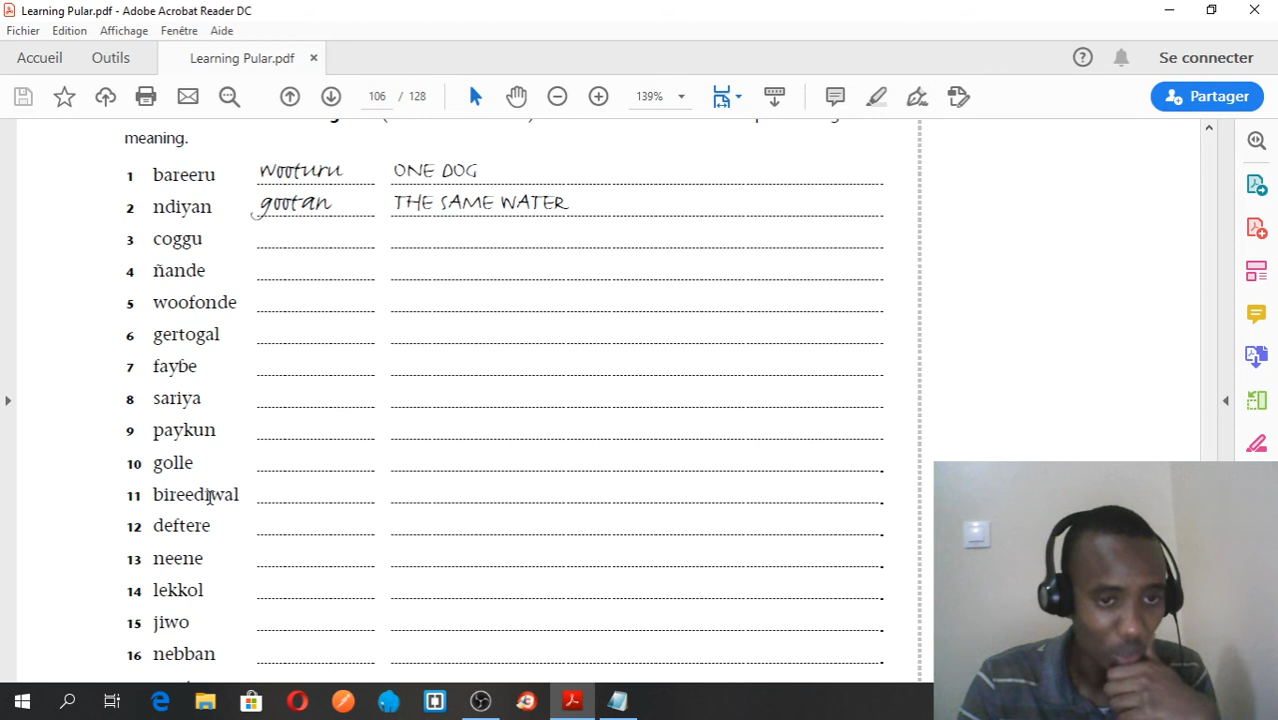 Learning Pular.pdf - Adobe Acrobat Reader DC
Fichier Edition Affichage Fenêtre Aide
Accueil Outils Learning Pular.pdf × ? Se connecter
106 / 128 139% Partager
meaning.
1 bareeru wooturu ONE DOG
2 ndiyan gootan THE SAME WATER
3 coggu
4 ñande
5 woofonde
6 gertogal
7 fayɓe
8 sariya
9 paykun
10 golle
11 bireediwal
12 deftere
13 neene
14 lekkol
15 jiwo
16 nebban